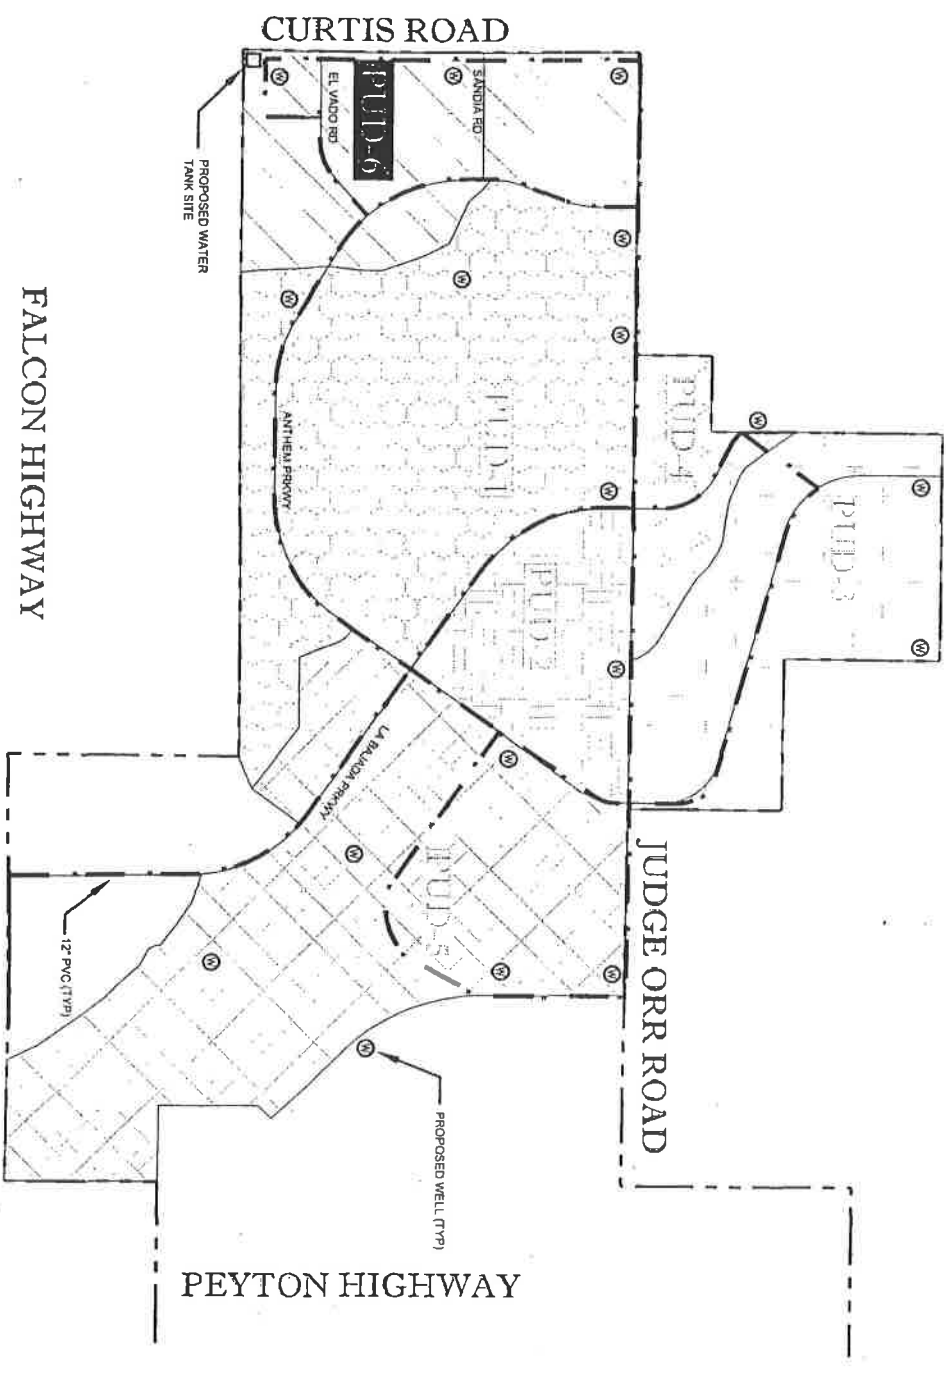 CURTIS ROAD
W
W
W
SANDIA RD
EL VADO RD
PUD-6
PROPOSED WATER
TANK SITE
W
W
W
W
FALCON HIGHWAY
ANTHEM PRKWY
PUD-1
PUD-4
W
W
W
PUD-3
PUD-2
W
W
LA BAJADA PRKWY
W
W
PUD-5
JUDGE ORR ROAD
12" PVC (TYP)
W
W
W
W
PROPOSED WELL (TYP)
PEYTON HIGHWAY